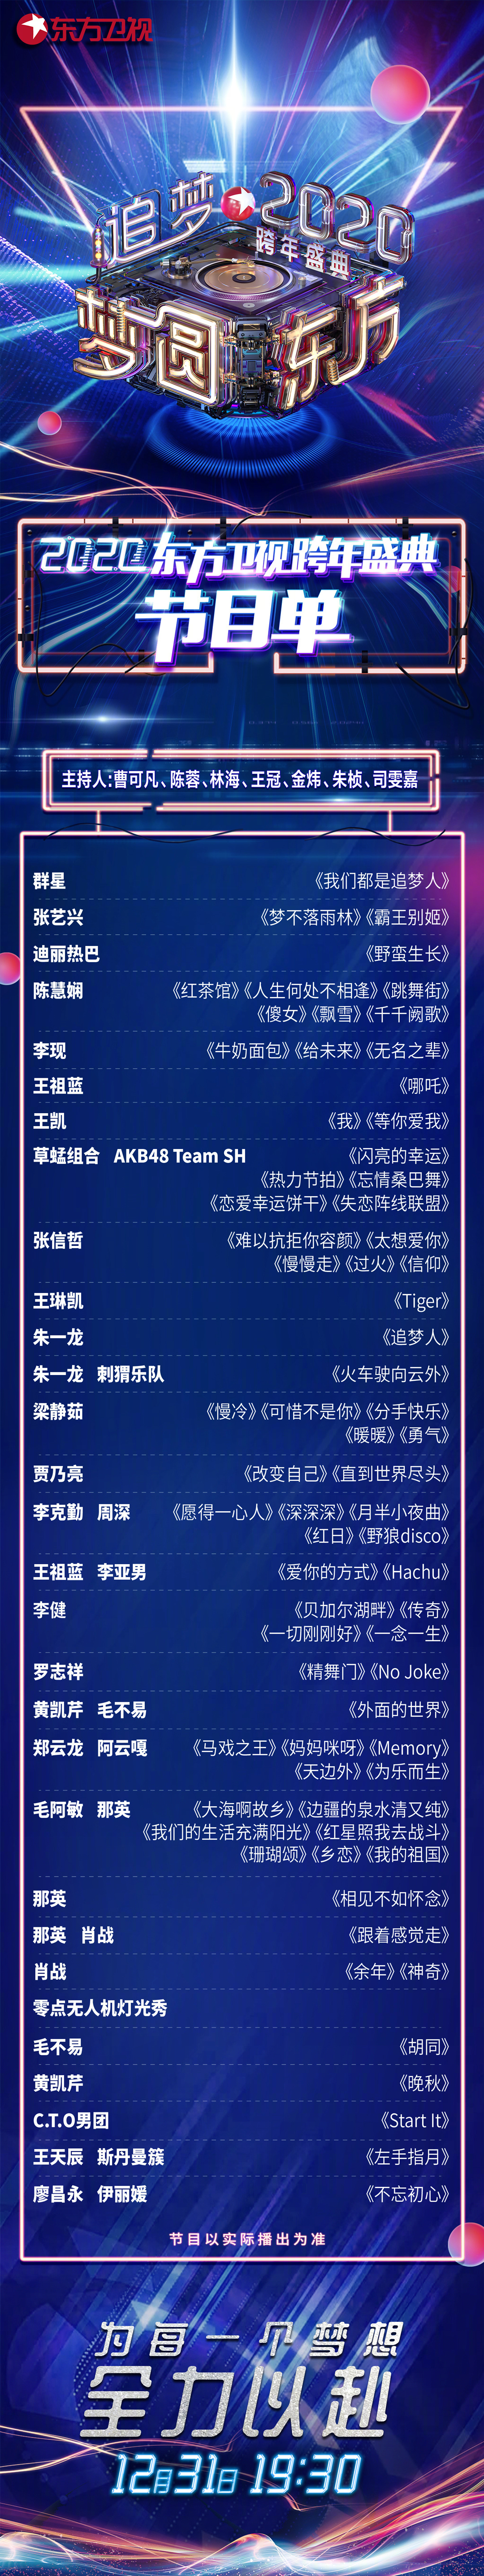 东方卫视
追梦 2020
跨年盛典
梦圆东方
2020东方卫视跨年盛典
节目单
主持人:曹可凡、陈蓉、林海、王冠、金炜、朱桢、司雯嘉
群星 《我们都是追梦人》
张艺兴 《梦不落雨林》《霸王别姬》
迪丽热巴 《野蛮生长》
陈慧娴 《红茶馆》《人生何处不相逢》《跳舞街》
《傻女》《飘雪》《千千阙歌》
李现 《牛奶面包》《给未来》《无名之辈》
王祖蓝 《哪吒》
王凯 《我》《等你爱我》
草蜢组合 AKB48 Team SH 《闪亮的幸运》
《热力节拍》《忘情桑巴舞》
《恋爱幸运饼干》《失恋阵线联盟》
张信哲 《难以抗拒你容颜》《太想爱你》
《慢慢走》《过火》《信仰》
王琳凯 《Tiger》
朱一龙 《追梦人》
朱一龙 刺猬乐队 《火车驶向云外》
梁静茹 《慢冷》《可惜不是你》《分手快乐》
《暖暖》《勇气》
贾乃亮 《改变自己》《直到世界尽头》
李克勤 周深 《愿得一心人》《深深深》《月半小夜曲》
《红日》《野狼disco》
王祖蓝 李亚男 《爱你的方式》《Hachu》
李健 《贝加尔湖畔》《传奇》
《一切刚刚好》《一念一生》
罗志祥 《精舞门》《No Joke》
黄凯芹 毛不易 《外面的世界》
郑云龙 阿云嘎 《马戏之王》《妈妈咪呀》《Memory》
《天边外》《为乐而生》
毛阿敏 那英 《大海啊故乡》《边疆的泉水清又纯》
《我们的生活充满阳光》《红星照我去战斗》
《珊瑚颂》《乡恋》《我的祖国》
那英 《相见不如怀念》
那英 肖战 《跟着感觉走》
肖战 《余年》《神奇》
零点无人机灯光秀
毛不易 《胡同》
黄凯芹 《晚秋》
C.T.O男团 《Start It》
王天辰 斯丹曼簇 《左手指月》
廖昌永 伊丽媛 《不忘初心》
节目以实际播出为准
为每一个梦想
全力以赴
12月31日 19:30